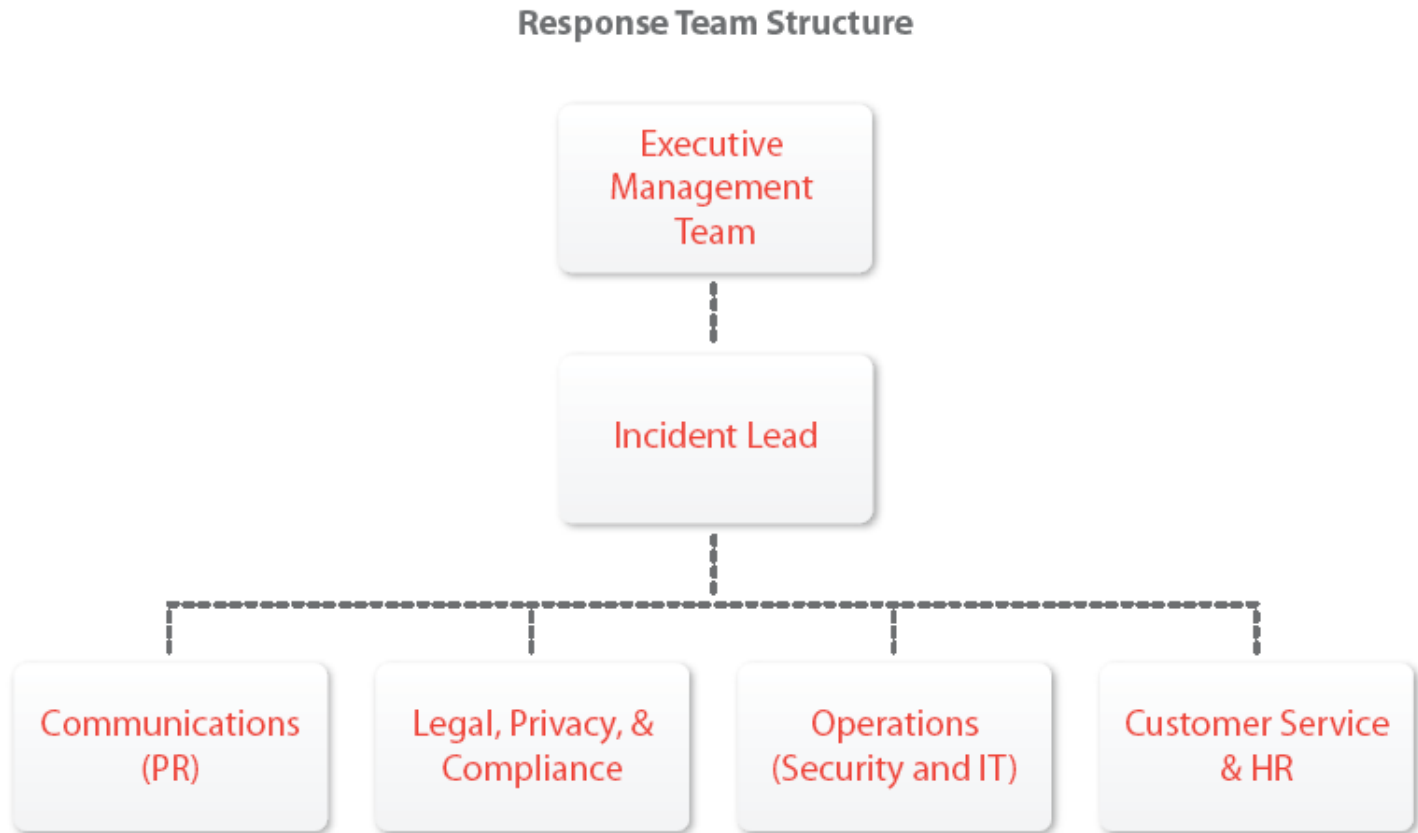 Response Team Structure
Executive
Management
Team
Incident Lead
Communications
(PR)
Legal, Privacy, &
Compliance
Operations
(Security and IT)
Customer Service
& HR